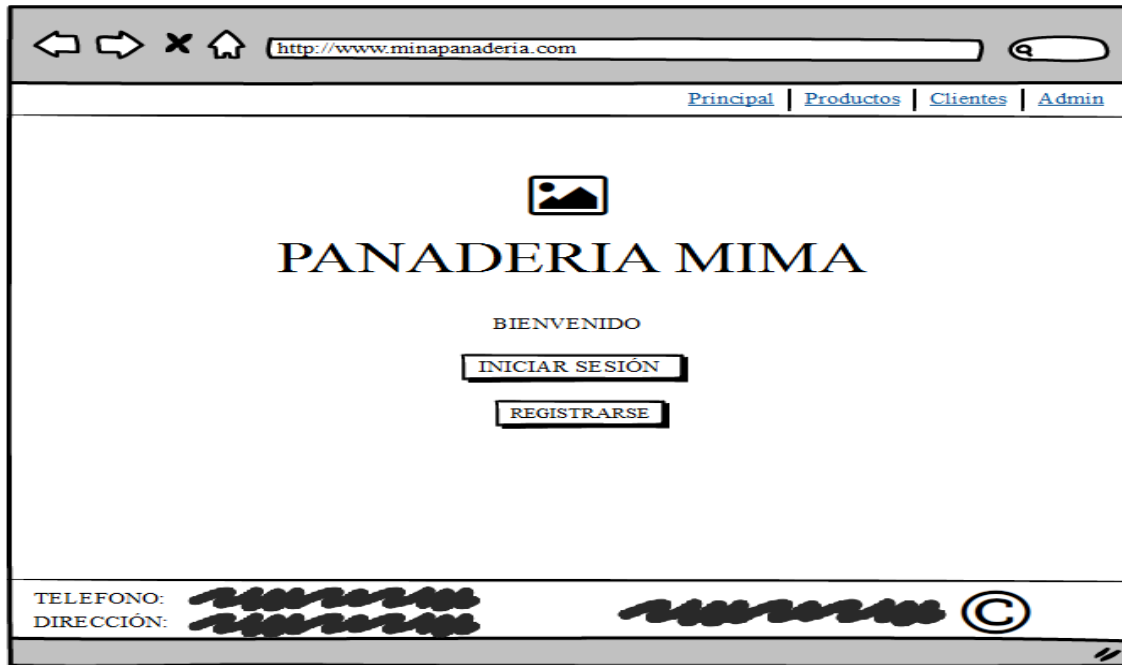 http://www.minapanaderia.com
Principal Productos Clientes Admin
PANADERIA MIMA
BIENVENIDO
INICIAR SESIÓN
REGISTRARSE
TELEFONO:
DIRECCIÓN:
©